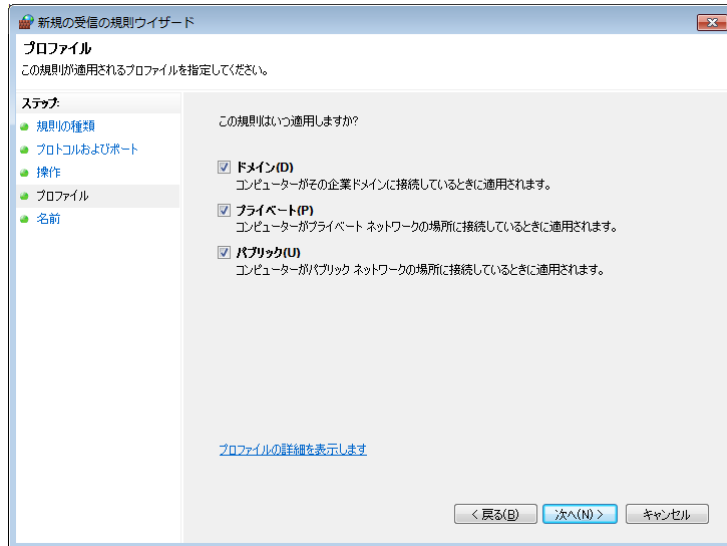 新規の受信の規則ウイザード
プロファイル
この規則が適用されるプロファイルを指定してください。
ステップ:
規則の種類
プロトコルおよびポート
操作
プロファイル
名前
この規則はいつ適用しますか?
ドメイン(D)
コンピューターがその企業ドメインに接続しているときに適用されます。
プライベート(P)
コンピューターがプライベート ネットワークの場所に接続しているときに適用されます。
パブリック(U)
コンピューターがパブリック ネットワークの場所に接続しているときに適用されます。
プロファイルの詳細を表示します
< 戻る(B)
次へ(N) >
キャンセル